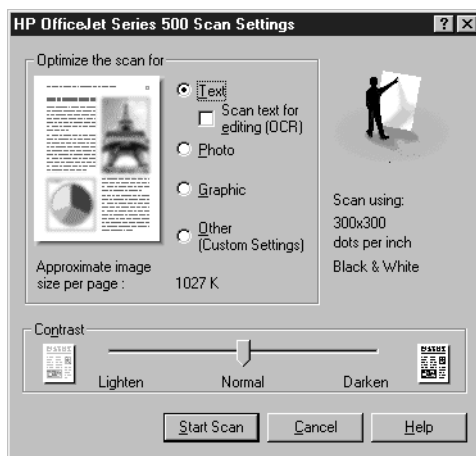 HP OfficeJet Series 500 Scan Settings
Optimize the scan for
Text
Scan text for
editing (OCR)
Photo
Graphic
Other
(Custom Settings)
Approximate image
size per page : 1027 K
Scan using:
300x300
dots per inch
Black & White
Contrast
Lighten Normal Darken
Start Scan Cancel Help